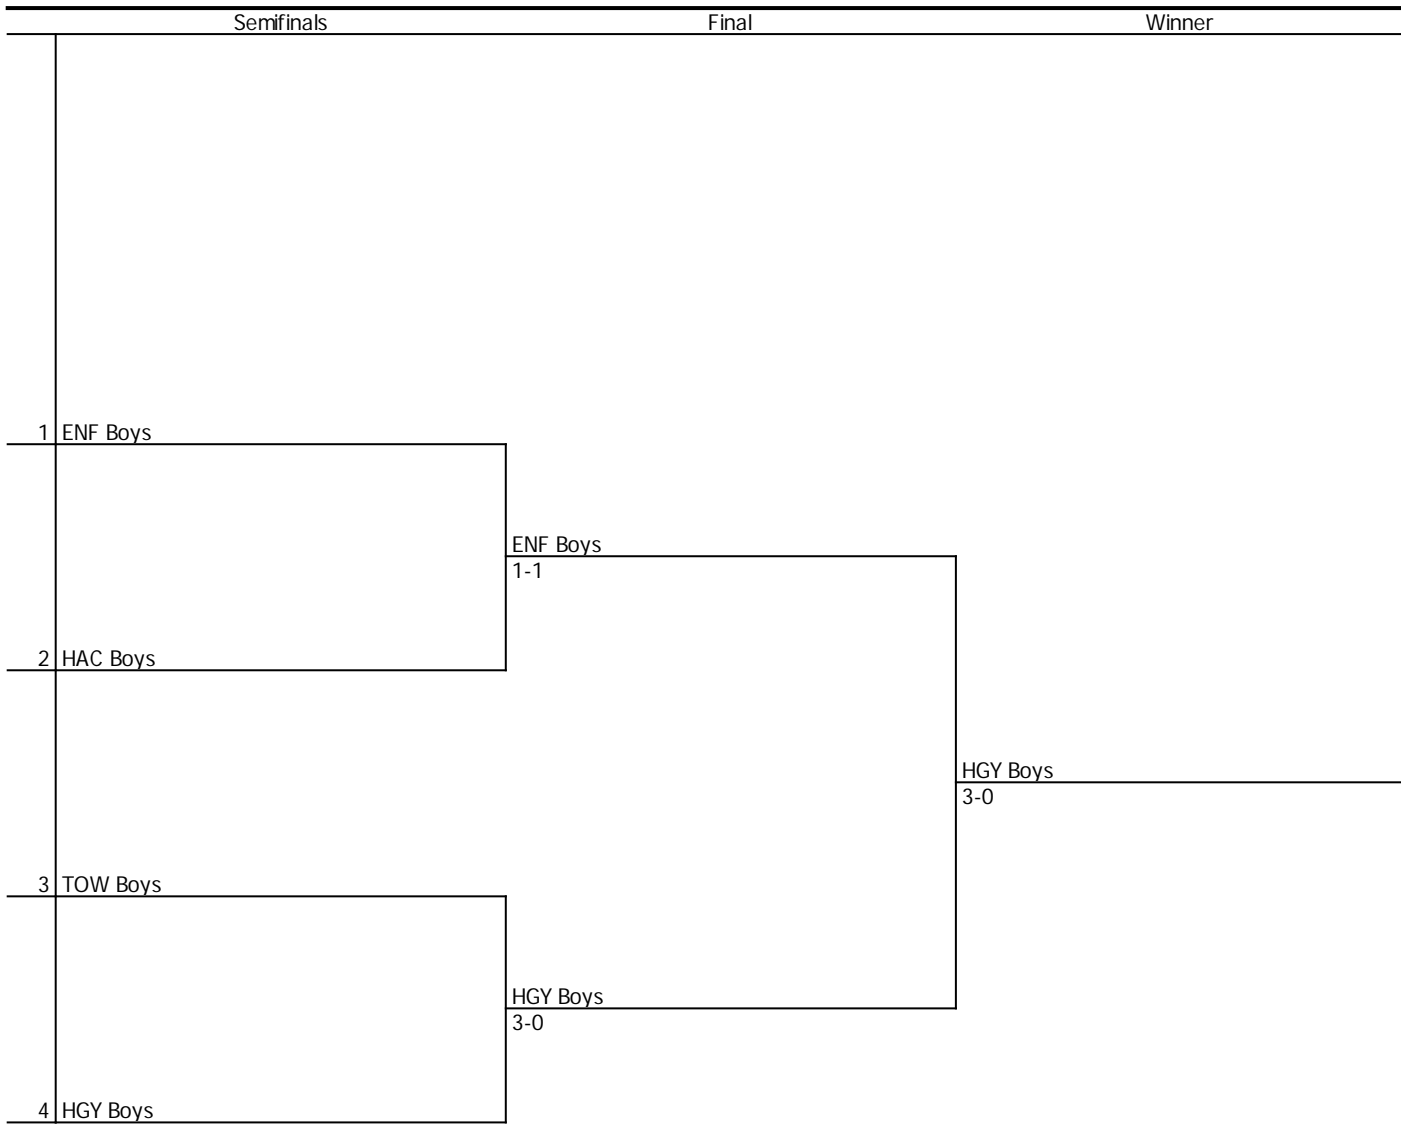 Semifinals Final Winner
1 ENF Boys
ENF Boys
1-1
2 HAC Boys
HGY Boys
3-0
3 TOW Boys
HGY Boys
3-0
4 HGY Boys